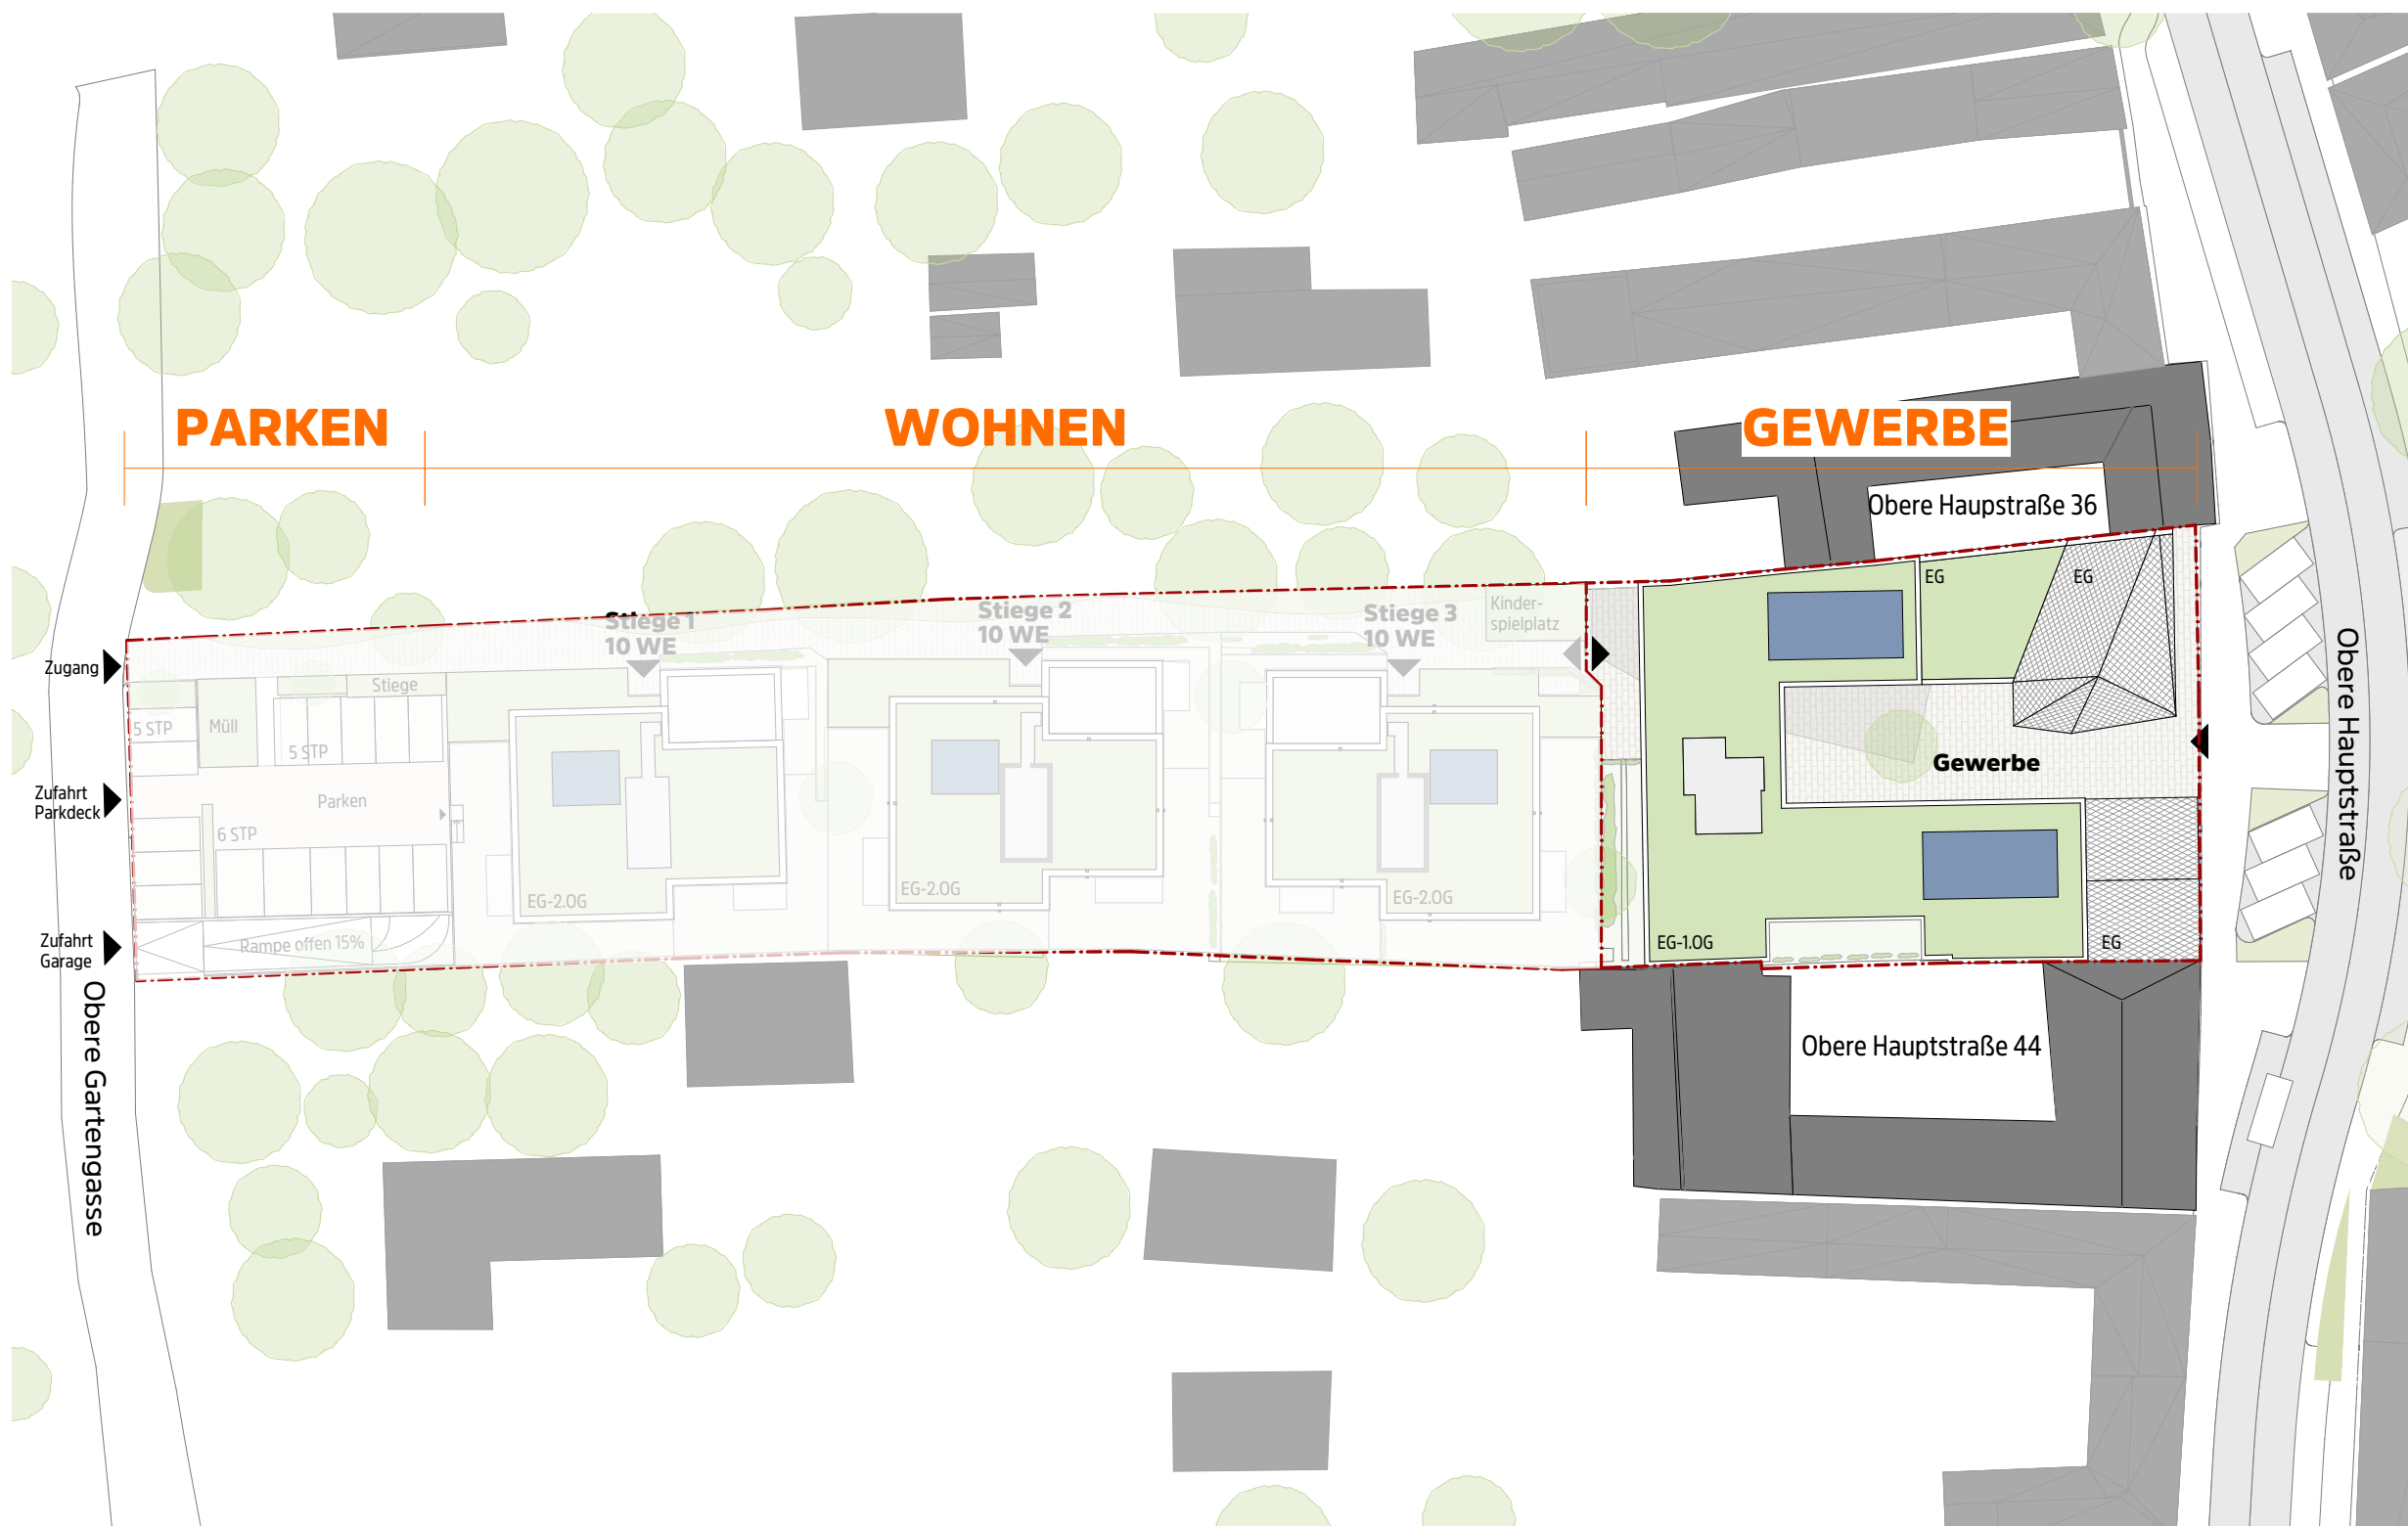 PARKEN
WOHNEN
GEWERBE
Obere Haupstraße 36
EG
EG
Stiege 1
10 WE
Stiege 2
10 WE
Stiege 3
10 WE
Kinder-
spielplatz
Zugang
Stiege
5 STP
Müll
5 STP
Obere Hauptstraße
Gewerbe
Zufahrt
Parkdeck
Parken
6 STP
EG-2.OG
EG-2.OG
EG-2.OG
Zufahrt
Garage
Rampe offen 15%
EG-1.OG
EG
Obere Gartengasse
Obere Hauptstraße 44